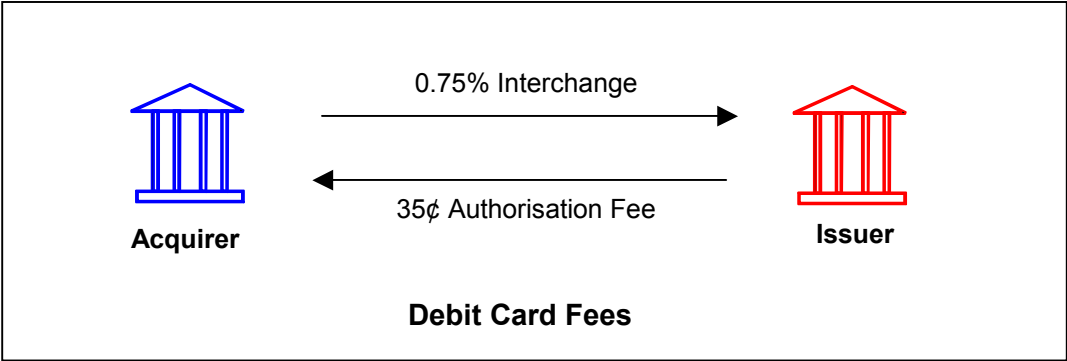 0.75% Interchange
35¢ Authorisation Fee
Acquirer
Issuer
Debit Card Fees